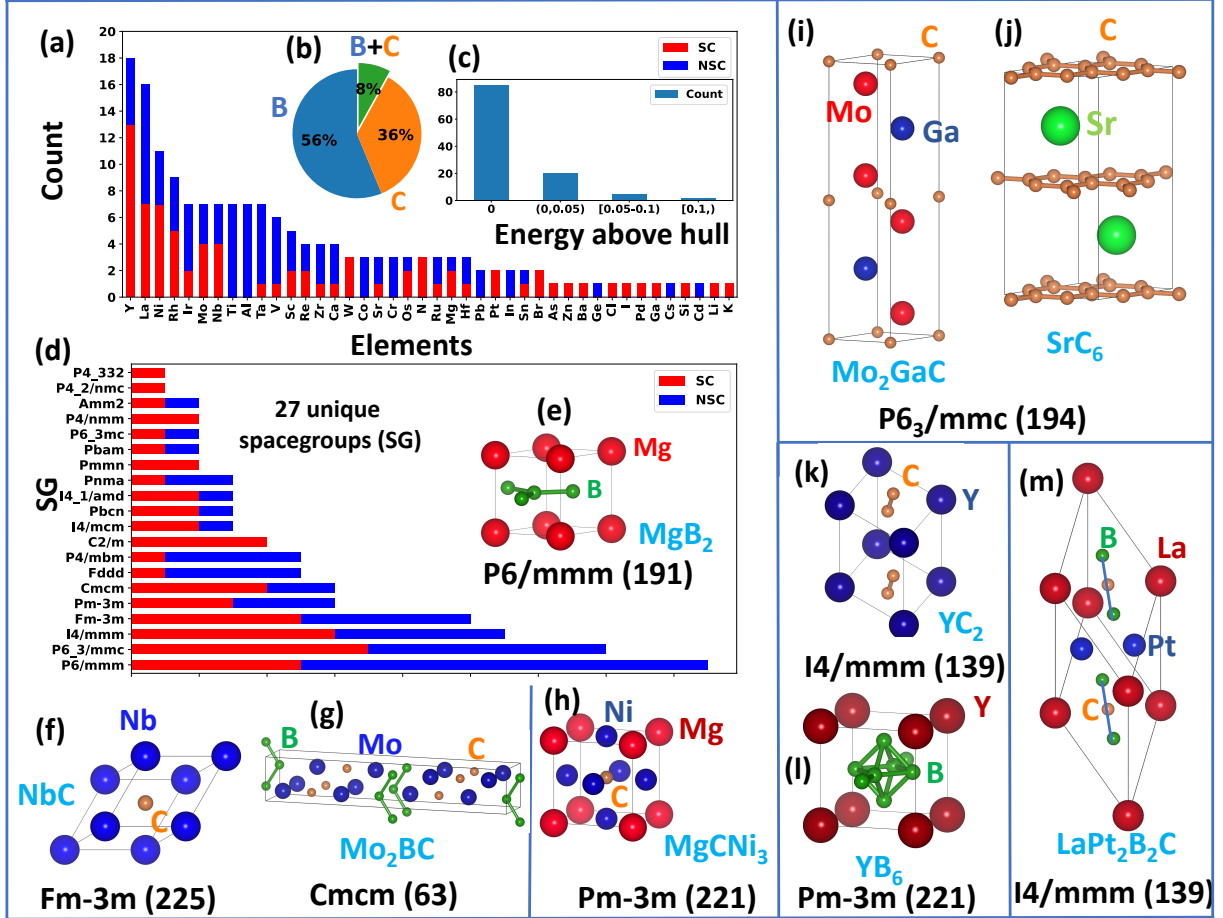 (a)
Count
20
18
16
14
12
10
8
6
4
2
0
SC
NSC
Y La Ni Rh Ir Mo Nb Ti Al Ta V Sc Re Zr Ca W Co Sr Cr Os N Ru Mg Hf Pb Pt In Sn Br As Zn Ba Ge Cl I Pd Ga Cs Si Cd Li K
Elements
(b)
B+C
8%
B
56%
36%
C
(c)
Count
80
60
40
20
0
0 (0,0.05) [0.05-0.1) [0.1,)
Energy above hull
(d)
SG
P4_332
P4_2/nmc
Amm2
P4/nmm
P6_3mc
Pbam
Pmmn
Pnma
I4_1/amd
Pbcn
I4/mcm
C2/m
P4/mbm
Fddd
Cmcm
Pm-3m
Fm-3m
I4/mmm
P6_3/mmc
P6/mmm
27 unique
spacegroups (SG)
SC
NSC
(e)
Mg
B
MgB2
P6/mmm (191)
(f)
Nb
NbC
C
Fm-3m (225)
(g)
B
Mo
C
Mo2BC
Cmcm (63)
(h)
Ni
Mg
C
MgCNi3
Pm-3m (221)
(i)
C
Mo
Ga
Mo2GaC
(j)
C
Sr
SrC6
P63/mmc (194)
(k)
C
Y
YC2
I4/mmm (139)
(l)
Y
B
YB6
Pm-3m (221)
(m)
B
La
Pt
C
LaPt2B2C
I4/mmm (139)